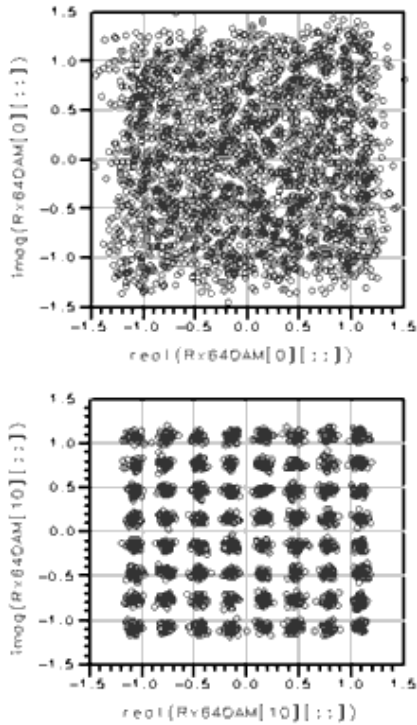 1.5
1.0
0.5
0.0
-0.5
-1.0
-1.5
imag(Rx64QAM[0][::])
-1.5 -1.0 -0.5 0.0 0.5 1.0 1.5
real(Rx64QAM[0][::])
1.5
1.0
0.5
0.0
-0.5
-1.0
-1.5
imag(Rx64QAM[10][::])
-1.5 -1.0 -0.5 0.0 0.5 1.0 1.5
real(Rx64QAM[10][::])